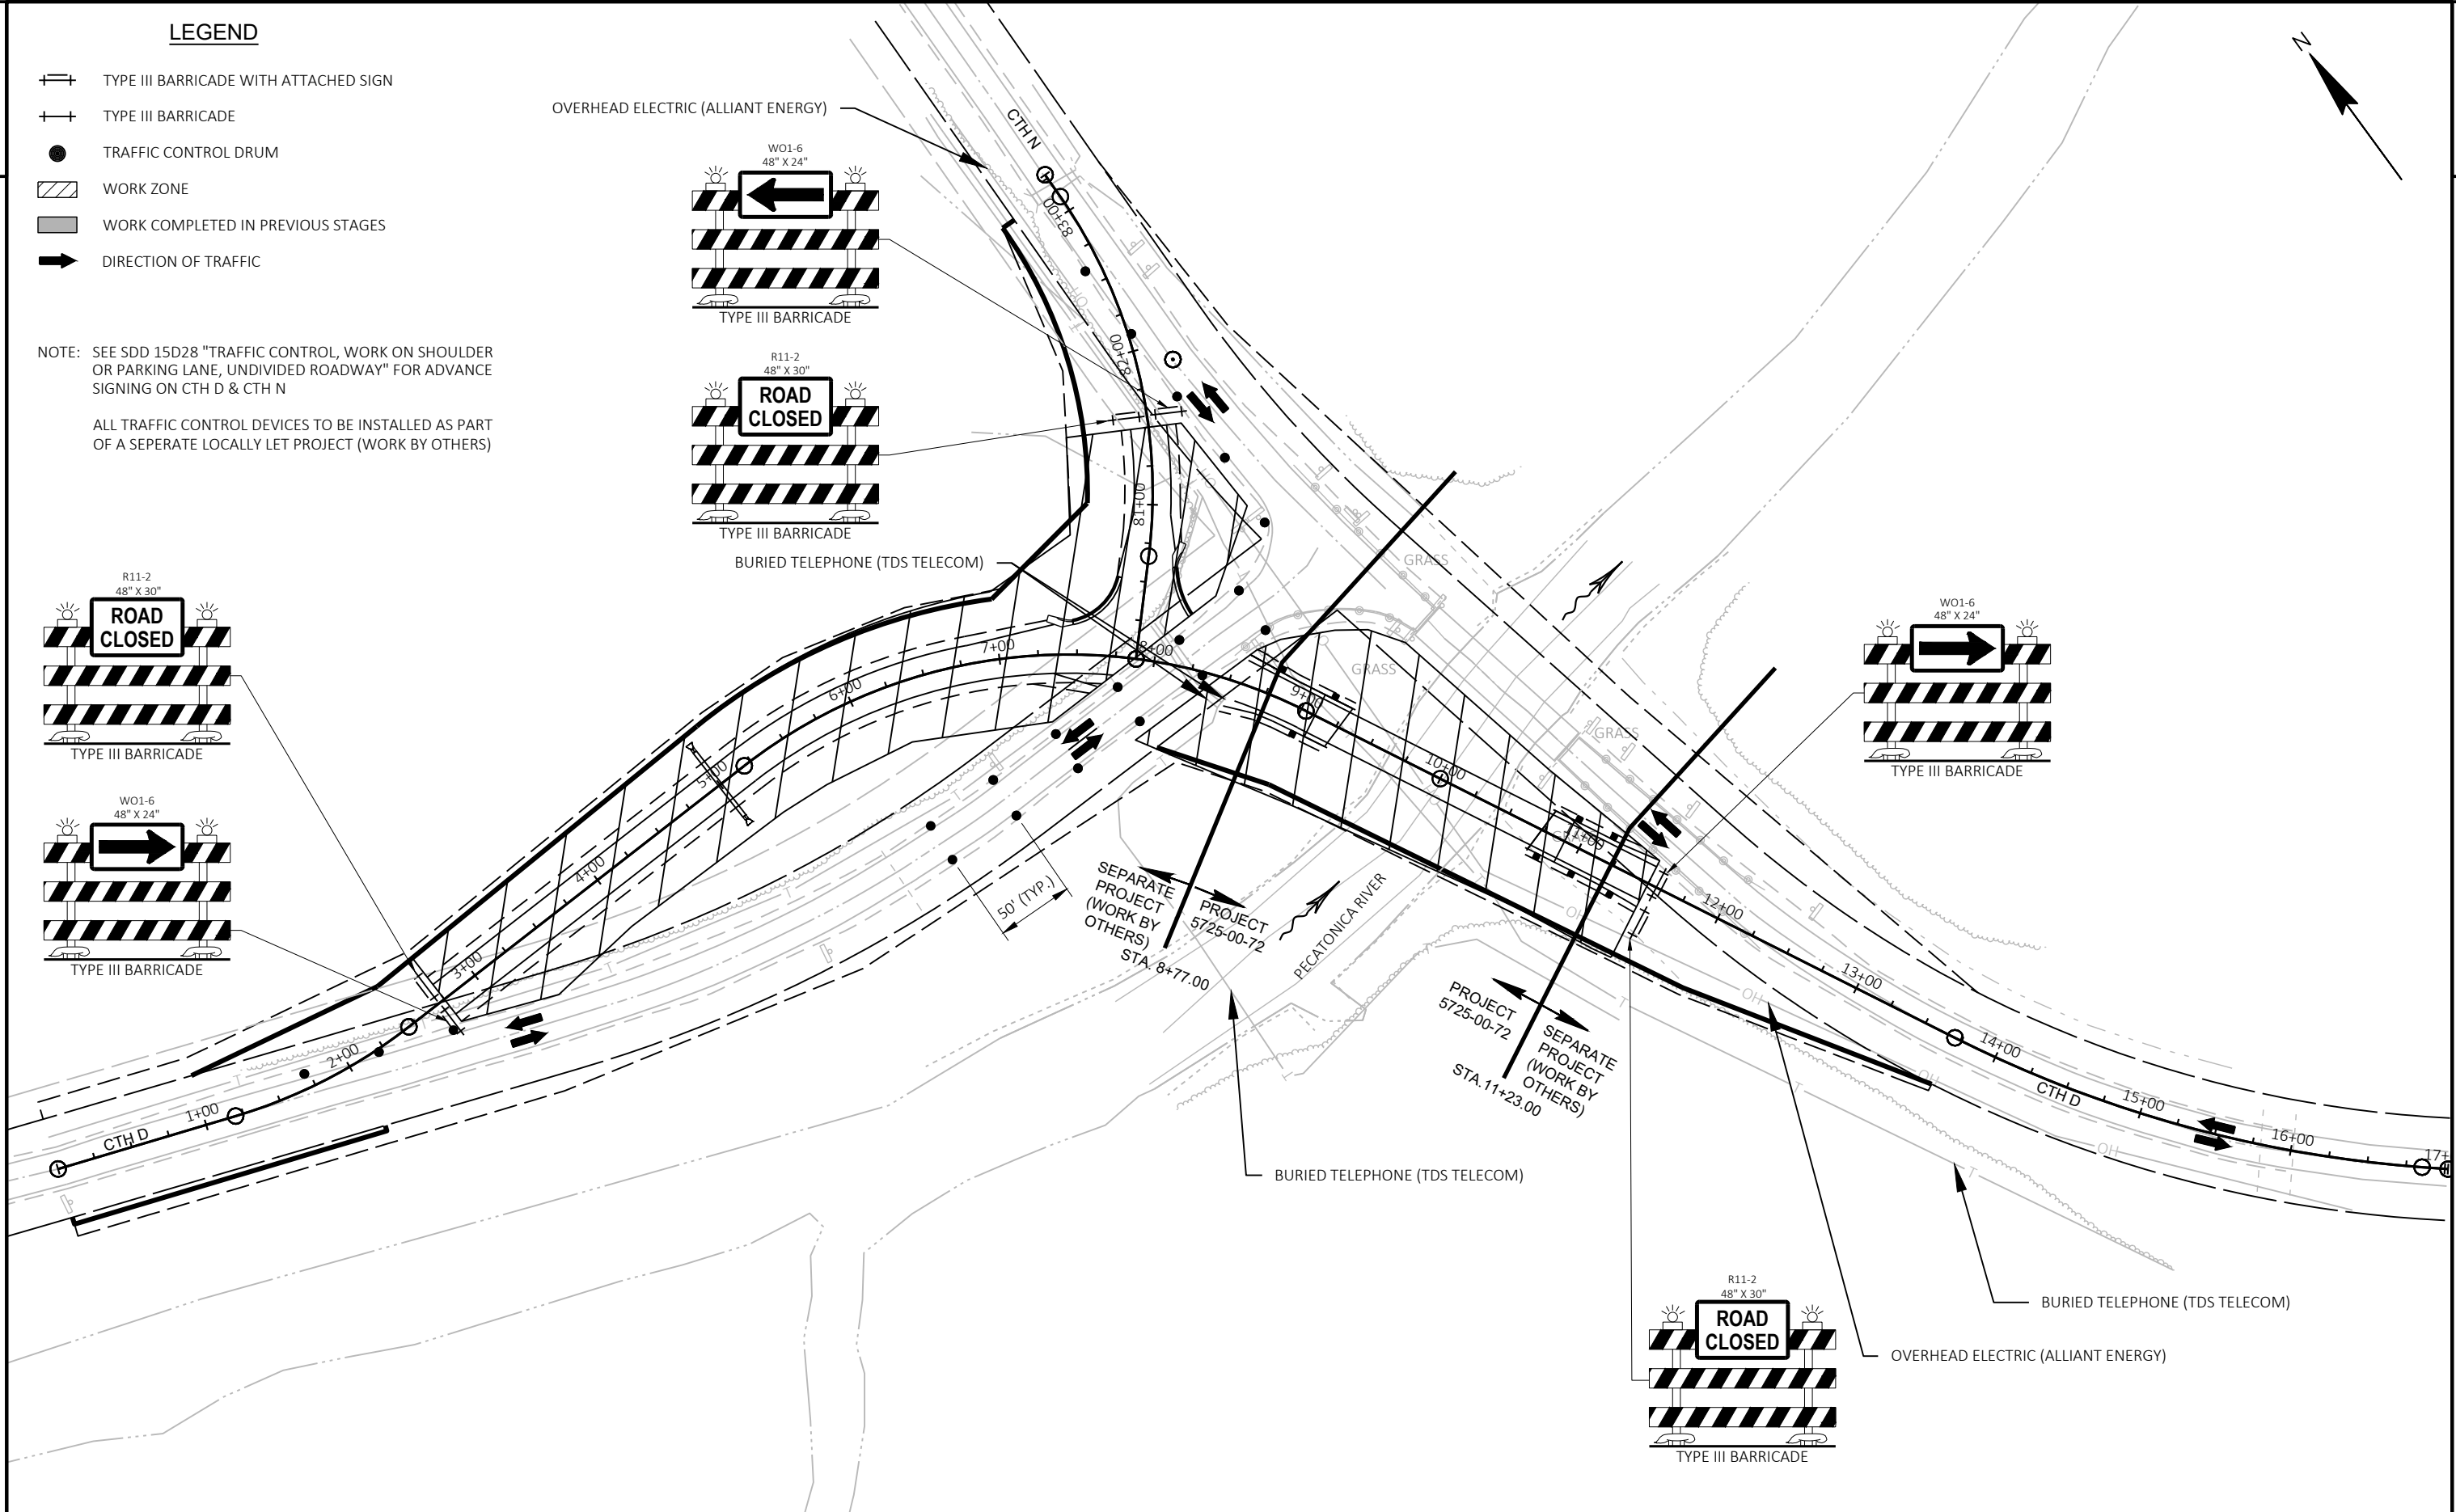 LEGEND
TYPE III BARRICADE WITH ATTACHED SIGN
TYPE III BARRICADE
TRAFFIC CONTROL DRUM
WORK ZONE
WORK COMPLETED IN PREVIOUS STAGES
DIRECTION OF TRAFFIC
NOTE: SEE SDD 15D28 "TRAFFIC CONTROL, WORK ON SHOULDER
OR PARKING LANE, UNDIVIDED ROADWAY" FOR ADVANCE
SIGNING ON CTH D & CTH N
ALL TRAFFIC CONTROL DEVICES TO BE INSTALLED AS PART
OF A SEPERATE LOCALLY LET PROJECT (WORK BY OTHERS)
N
OVERHEAD ELECTRIC (ALLIANT ENERGY)
CTH N
WO1-6
48" X 24"
TYPE III BARRICADE
R11-2
48" X 30"
ROAD
CLOSED
TYPE III BARRICADE
BURIED TELEPHONE (TDS TELECOM)
83+00
82+00
81+00
R11-2
48" X 30"
ROAD
CLOSED
TYPE III BARRICADE
WO1-6
48" X 24"
TYPE III BARRICADE
WO1-6
48" X 24"
TYPE III BARRICADE
GRASS
GRASS
GRASS
CTH D
1+00
2+00
3+00
4+00
5+00
6+00
7+00
8+00
9+00
10+00
11+00
12+00
13+00
14+00
15+00
16+00
17+
CTH D
50' (TYP.)
SEPARATE
PROJECT
(WORK BY
OTHERS)
PROJECT
5725-00-72
STA. 8+77.00
PECATONICA RIVER
PROJECT
5725-00-72
SEPARATE
PROJECT
(WORK BY
OTHERS)
STA.11+23.00
OH
OH
OH
OH
T
T
T
BURIED TELEPHONE (TDS TELECOM)
BURIED TELEPHONE (TDS TELECOM)
OVERHEAD ELECTRIC (ALLIANT ENERGY)
R11-2
48" X 30"
ROAD
CLOSED
TYPE III BARRICADE